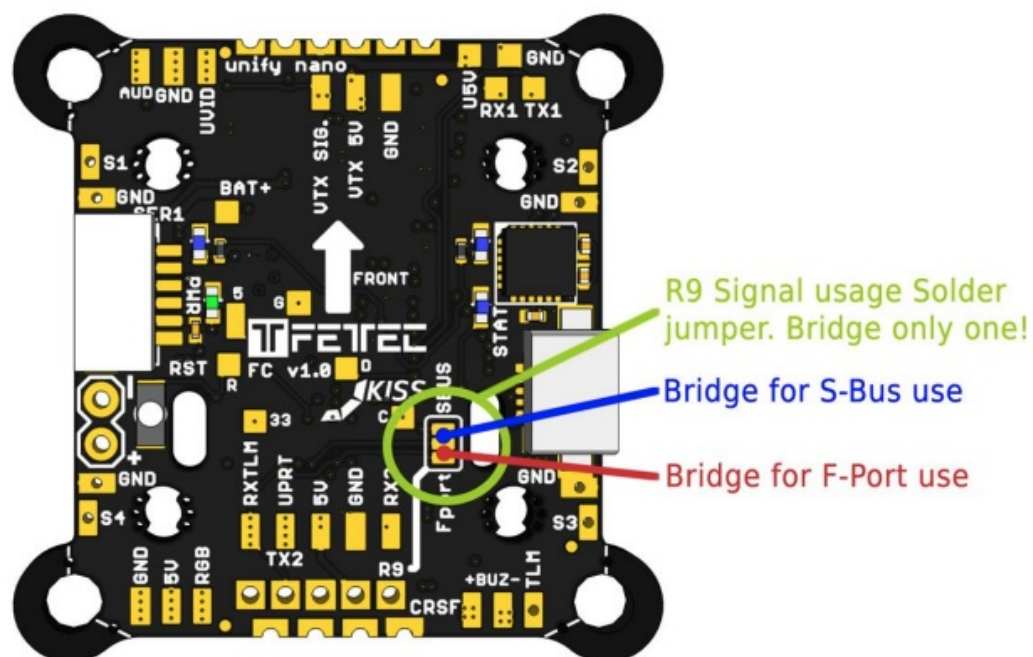 unify nano
GND
U5V
AUD
GND
UVID
RX1
TX1
VTX SIG.
VTX 5V
GND
S1
S2
GND
BAT+
GND
SER1
FRONT
PWR
5
G
STAT
R9 Signal usage Solder
jumper. Bridge only one!
FETTEC
FC v1.0
D
KISS
RST
R
SBUS
Bridge for S-Bus use
C
33
-
+
Bridge for F-Port use
GND
GND
Fport
RXTLM
UPRT
5V
GND
S4
S3
TX2
R9
GND
5V
RGB
CRSF
+BUZ-
TLM